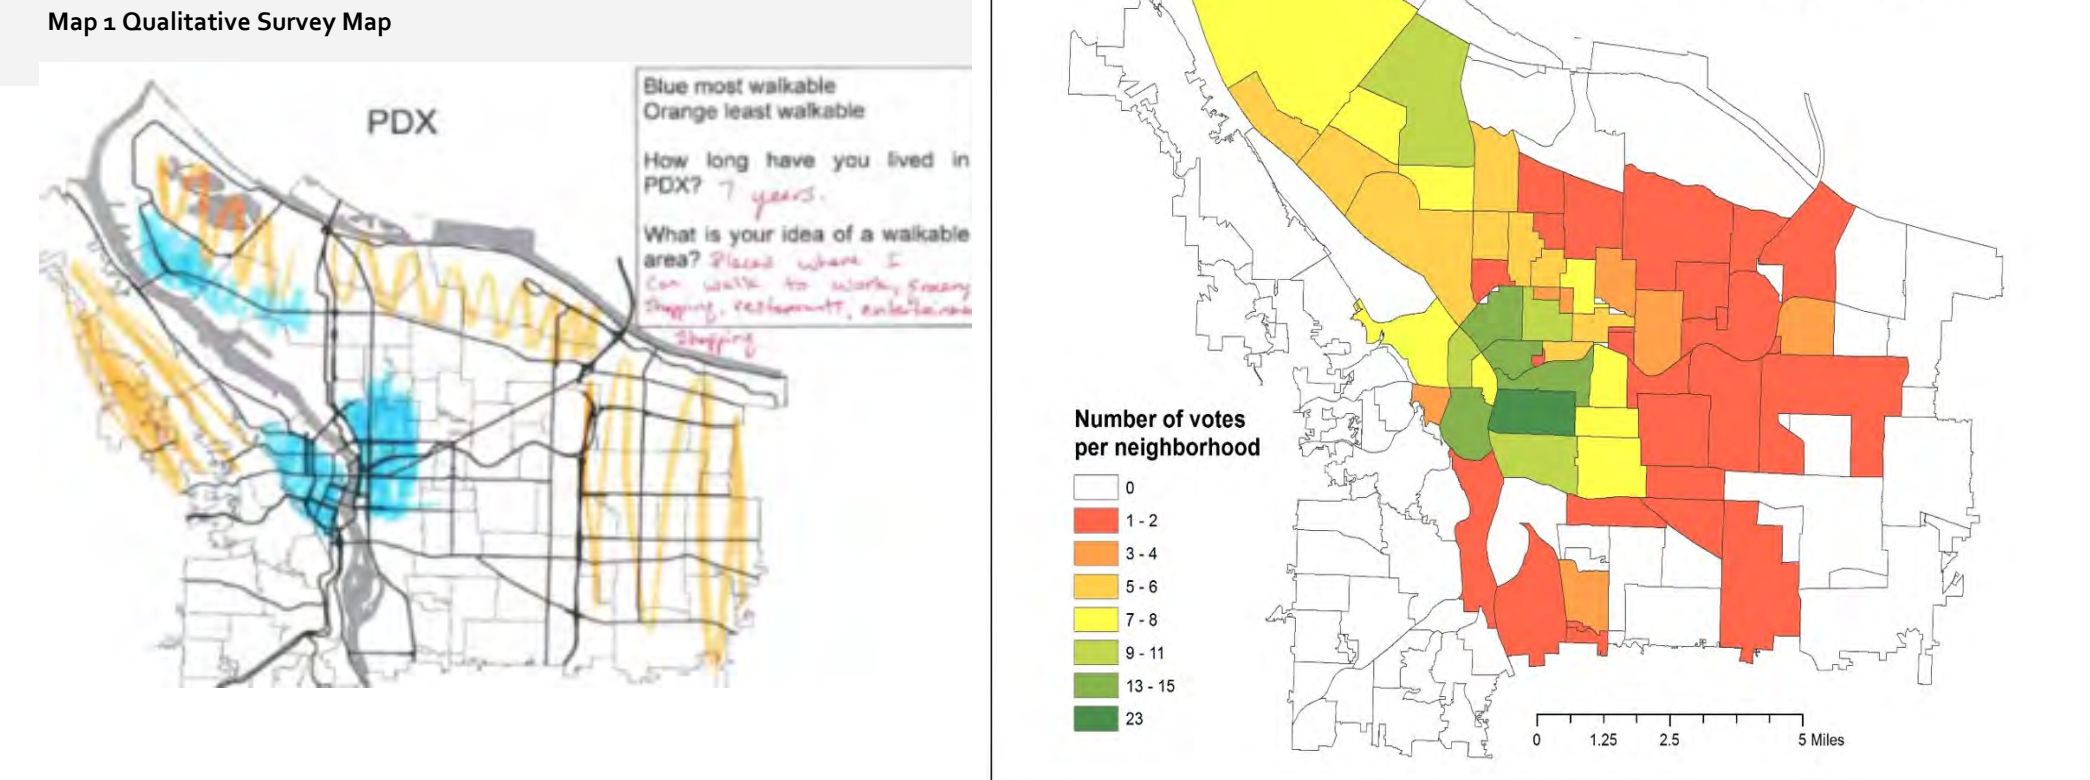 Map 1 Qualitative Survey Map
PDX
Blue most walkable
Orange least walkable
How long have you lived in
PDX? 7 years.
What is your idea of a walkable
area? Places where I
can walk to work, grocery
shopping, restaurants, entertainment
shopping
Number of votes
per neighborhood
0
1 - 2
3 - 4
5 - 6
7 - 8
9 - 11
13 - 15
23
0 1.25 2.5 5 Miles